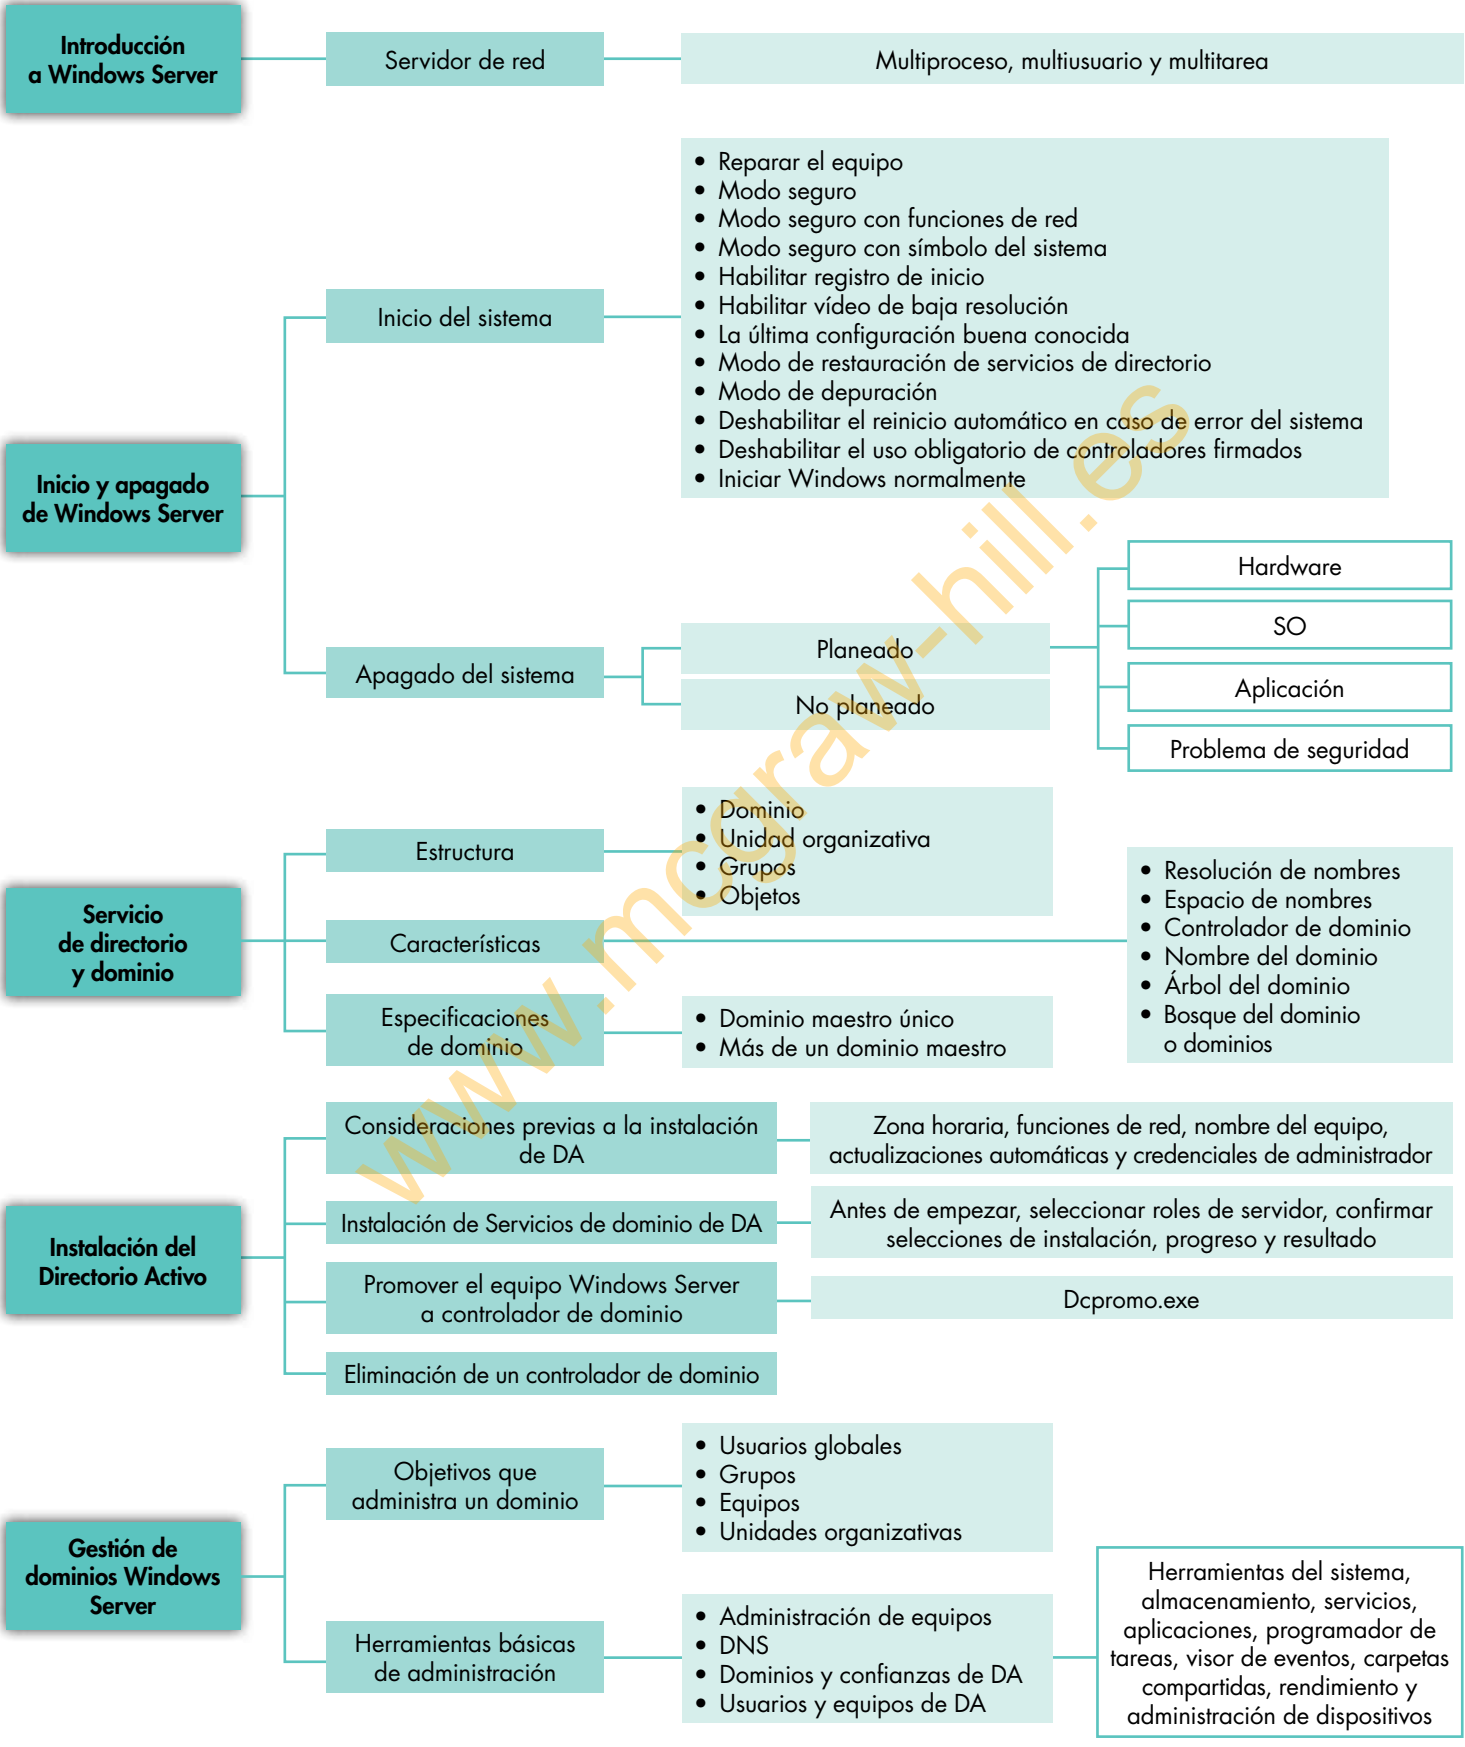 Introducción
a Windows Server
Servidor de red
Multiproceso, multiusuario y multitarea
Inicio y apagado
de Windows Server
Inicio del sistema
• Reparar el equipo
• Modo seguro
• Modo seguro con funciones de red
• Modo seguro con símbolo del sistema
• Habilitar registro de inicio
• Habilitar vídeo de baja resolución
• La última configuración buena conocida
• Modo de restauración de servicios de directorio
• Modo de depuración
• Deshabilitar el reinicio automático en caso de error del sistema
• Deshabilitar el uso obligatorio de controladores firmados
• Iniciar Windows normalmente
Apagado del sistema
Planeado
Hardware
SO
Aplicación
Problema de seguridad
No planeado
Servicio
de directorio
y dominio
Estructura
• Dominio
• Unidad organizativa
• Grupos
• Objetos
Característícas
• Resolución de nombres
• Espacio de nombres
• Controlador de dominio
• Nombre del dominio
• Árbol del dominio
• Bosque del dominio
o dominios
Especificaciones
de dominio
• Dominio maestro único
• Más de un dominio maestro
Instalación del
Directorio Activo
Consideraciones previas a la instalación
de DA
Zona horaria, funciones de red, nombre del equipo,
actualizaciones automáticas y credenciales de administrador
Instalación de Servicios de dominio de DA
Antes de empezar, seleccionar roles de servidor, confirmar
selecciones de instalación, progreso y resultado
Promover el equipo Windows Server
a controlador de dominio
Dcpromo.exe
Eliminación de un controlador de dominio
Gestión de
dominios Windows
Server
Objetivos que
administra un dominio
• Usuarios globales
• Grupos
• Equipos
• Unidades organizativas
Herramientas básicas
de administración
• Administración de equipos
• DNS
• Dominios y confianzas de DA
• Usuarios y equipos de DA
Herramientas del sistema,
almacenamiento, servicios,
aplicaciones, programador de
tareas, visor de eventos, carpetas
compartidas, rendimiento y
administración de dispositivos
www.mcgraw-hill.es